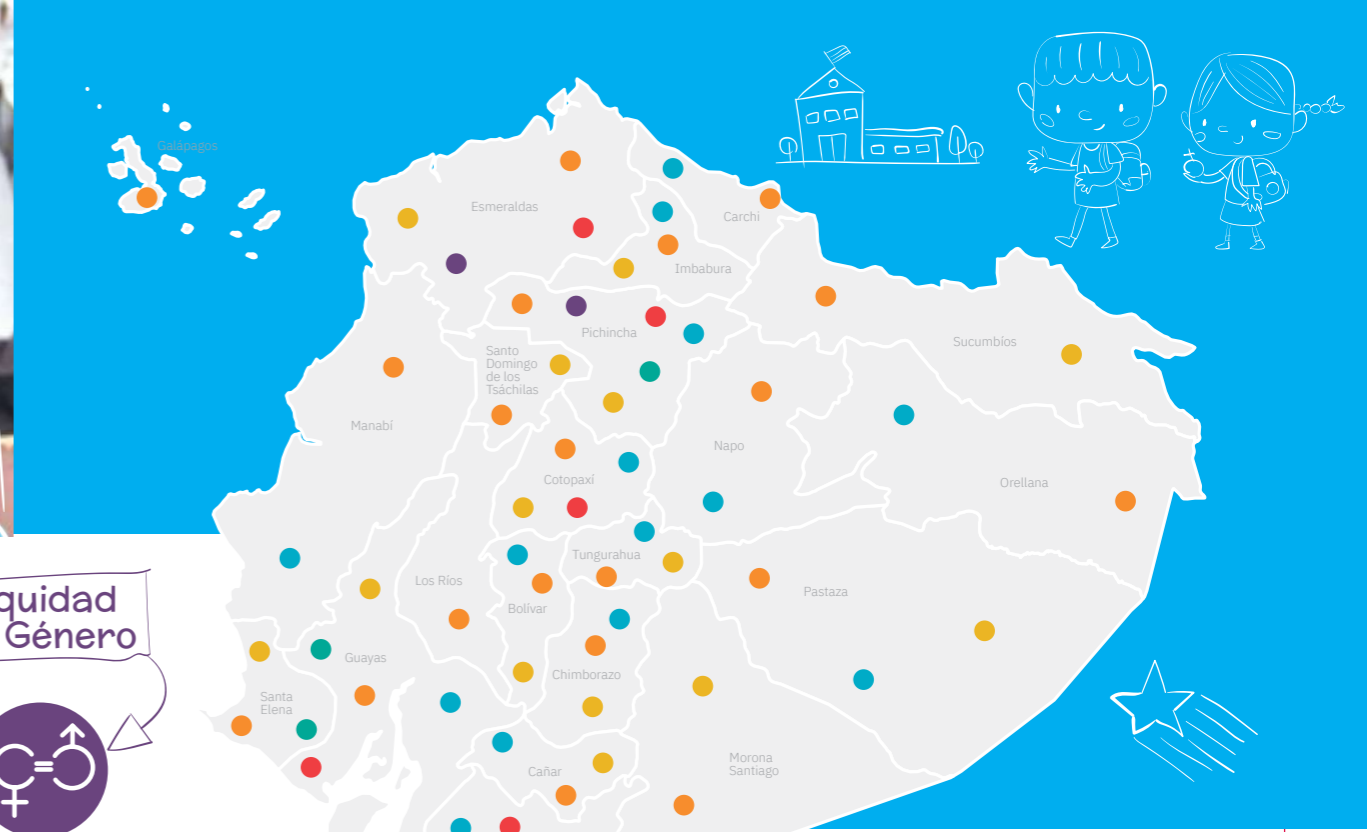 Galápagos
Esmeraldas
Carchi
Imbabura
Pichincha
Sucumbíos
Santo
Domingo
de los
Tsáchilas
Manabí
Napo
Cotopaxí
Orellana
Tungurahua
Los Ríos
Bolívar
Pastaza
quidad
Género
Guayas
Chimborazo
Santa
Elena
Morona
Santiago
Cañar